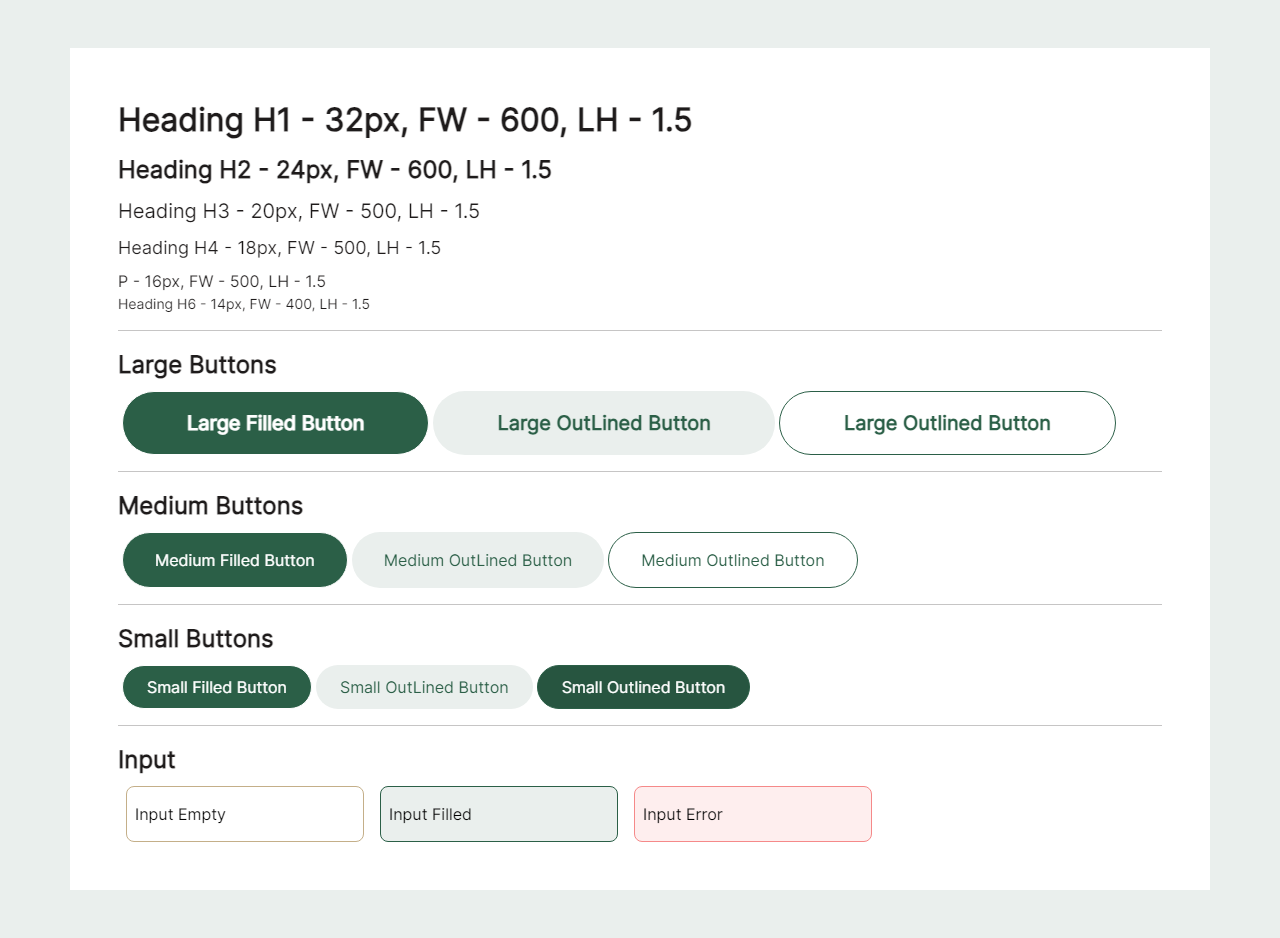 Heading H1 - 32px, FW - 600, LH - 1.5
Heading H2 - 24px, FW - 600, LH - 1.5
Heading H3 - 20px, FW - 500, LH - 1.5
Heading H4 - 18px, FW - 500, LH - 1.5
P - 16px, FW - 500, LH - 1.5
Heading H6 - 14px, FW - 400, LH - 1.5
Large Buttons
Large Filled Button Large OutLined Button Large Outlined Button
Medium Buttons
Medium Filled Button Medium OutLined Button Medium Outlined Button
Small Buttons
Small Filled Button Small OutLined Button Small Outlined Button
Input
Input Empty Input Filled Input Error